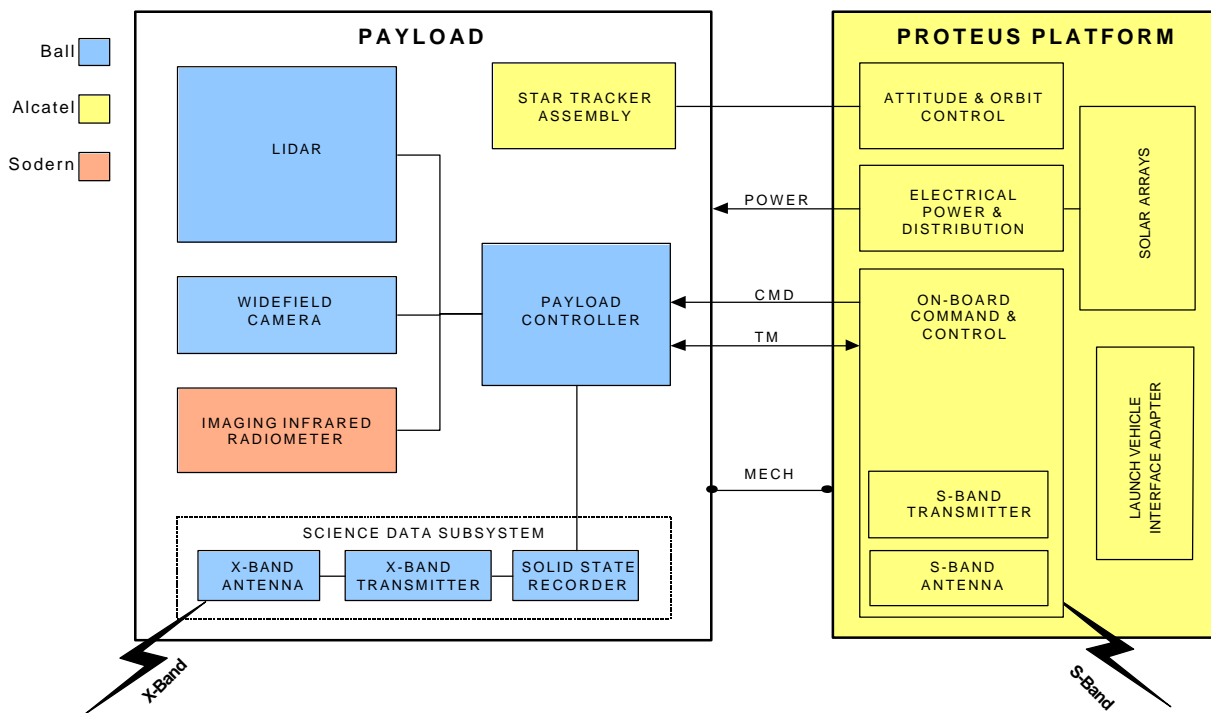 Ball
Alcatel
Sodern
PAYLOAD
LIDAR
STAR TRACKER
ASSEMBLY
WIDEFIELD
CAMERA
PAYLOAD
CONTROLLER
IMAGING INFRARED
RADIOMETER
SCIENCE DATA SUBSYSTEM
X-BAND
ANTENNA
X-BAND
TRANSMITTER
SOLID STATE
RECORDER
X-Band
POWER
CMD
TM
MECH
PROTEUS PLATFORM
ATTITUDE & ORBIT
CONTROL
ELECTRICAL
POWER &
DISTRIBUTION
SOLAR ARRAYS
ON-BOARD
COMMAND &
CONTROL
LAUNCH VEHICLE
INTERFACE ADAPTER
S-BAND
TRANSMITTER
S-BAND
ANTENNA
S-Band